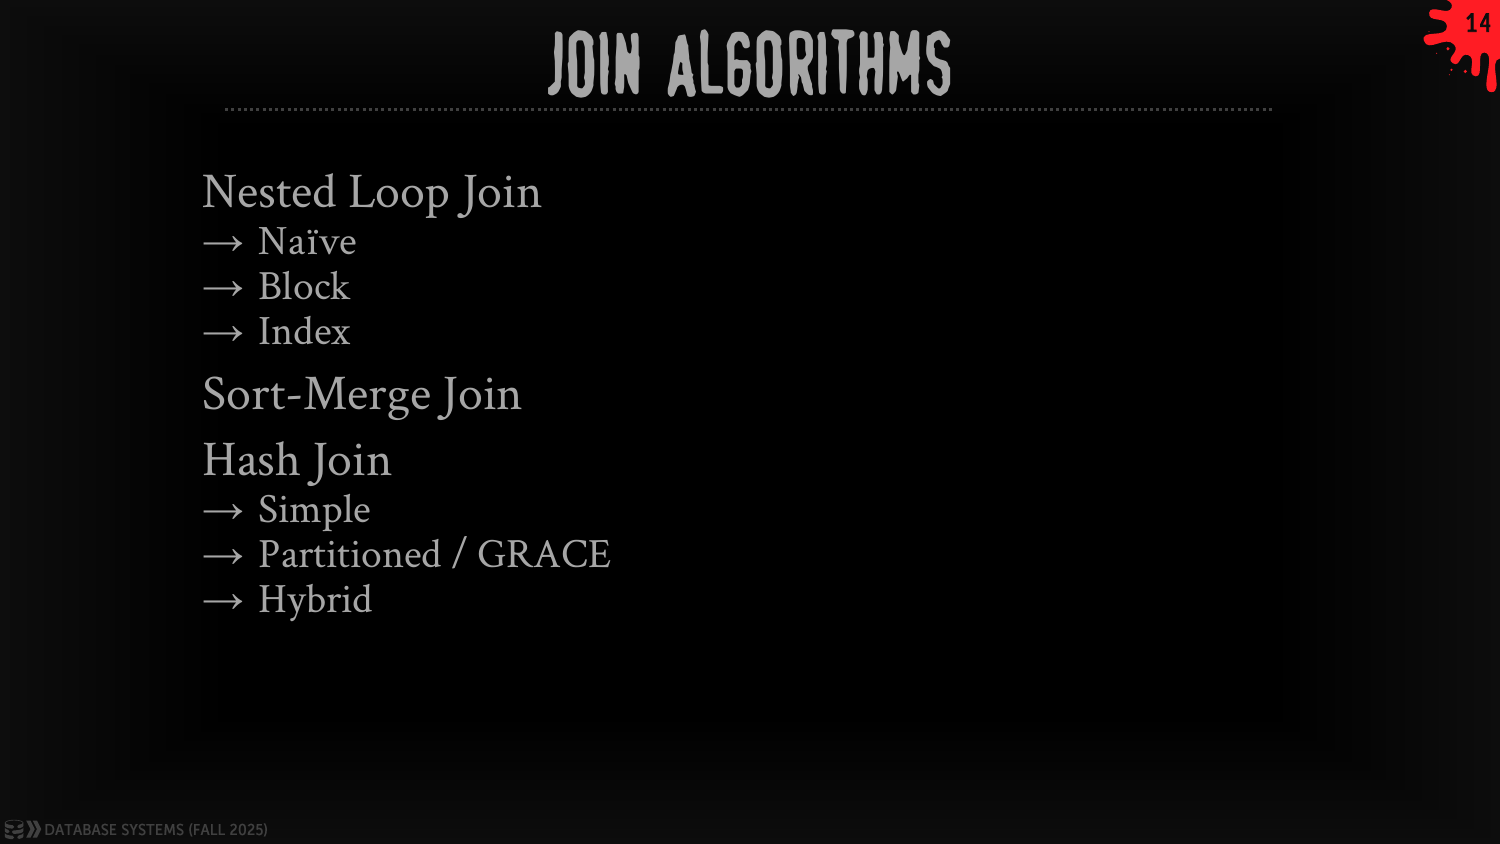 14
JOIN ALGORITHMS
Nested Loop Join
→ Naïve
→ Block
→ Index
Sort-Merge Join
Hash Join
→ Simple
→ Partitioned / GRACE
→ Hybrid
DATABASE SYSTEMS (FALL 2025)